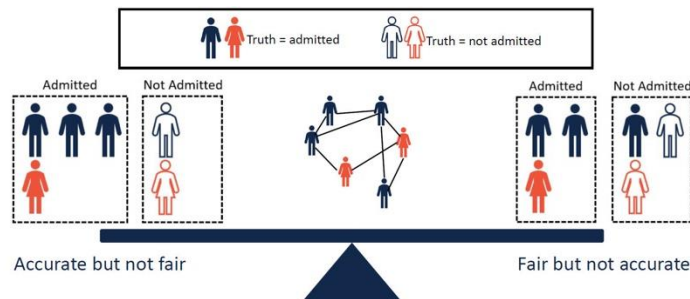 Truth = admitted
Truth = not admitted
Admitted
Not Admitted
Admitted
Not Admitted
Accurate but not fair
Fair but not accurate